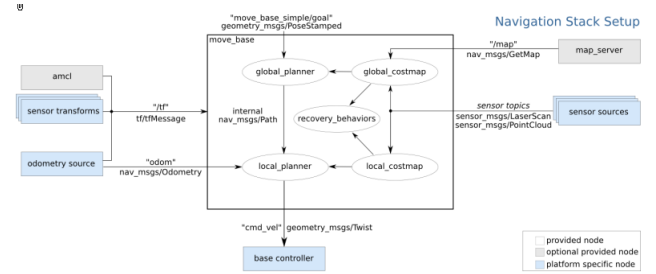 "move_base_simple/goal"
geometry_msgs/PoseStamped
Navigation Stack Setup
move_base
"/map"
nav_msgs/GetMap
map_server
amcl
global_planner
global_costmap
sensor transforms
"/tf"
tf/tfMessage
internal
nav_msgs/Path
recovery_behaviors
sensor topics
sensor_msgs/LaserScan
sensor_msgs/PointCloud
sensor sources
odometry source
"odom"
nav_msgs/Odometry
local_planner
local_costmap
"cmd_vel" geometry_msgs/Twist
base controller
provided node
optional provided node
platform specific node